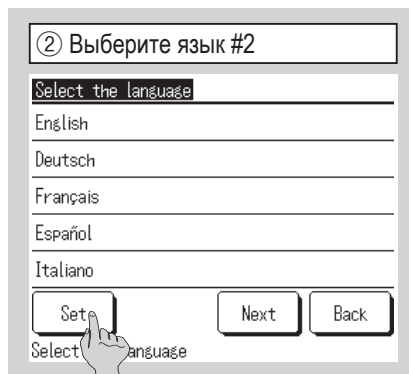 ② Выберите язык #2
Select the language
English
Deutsch
Français
Español
Italiano
Set Next Back
Select anguage